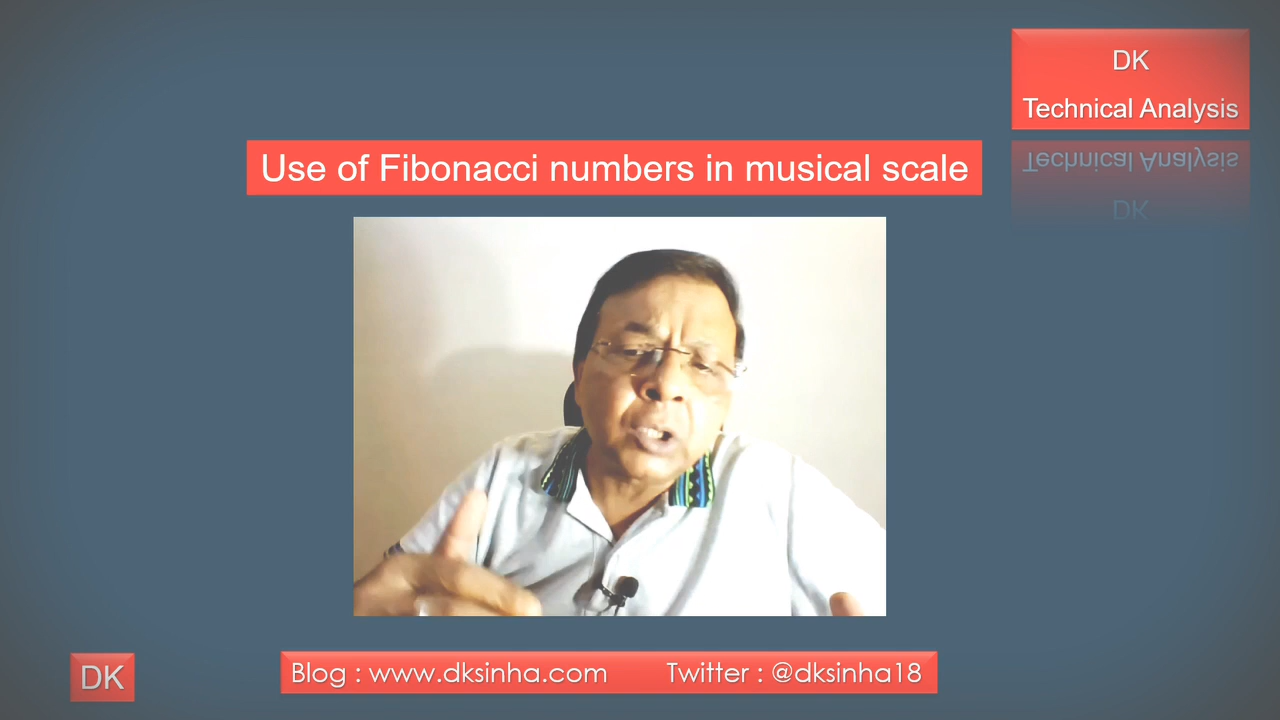 DK
Technical Analysis
Use of Fibonacci numbers in musical scale
DK
Blog : www.dksinha.com Twitter : @dksinha18